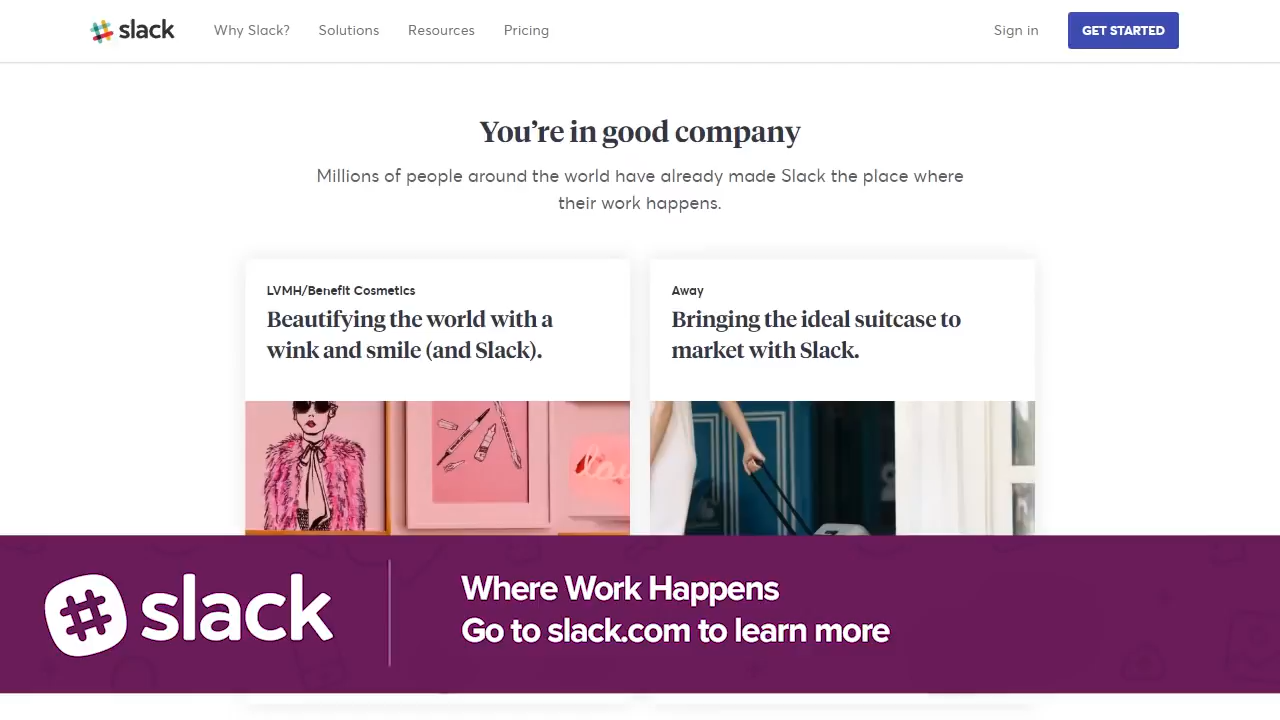 slack Why Slack? Solutions Resources Pricing Sign in GET STARTED
You're in good company
Millions of people around the world have already made Slack the place where
their work happens.
LVMH/Benefit Cosmetics
Beautifying the world with a
wink and smile (and Slack).
Away
Bringing the ideal suitcase to
market with Slack.
slack
Where Work Happens
Go to slack.com to learn more